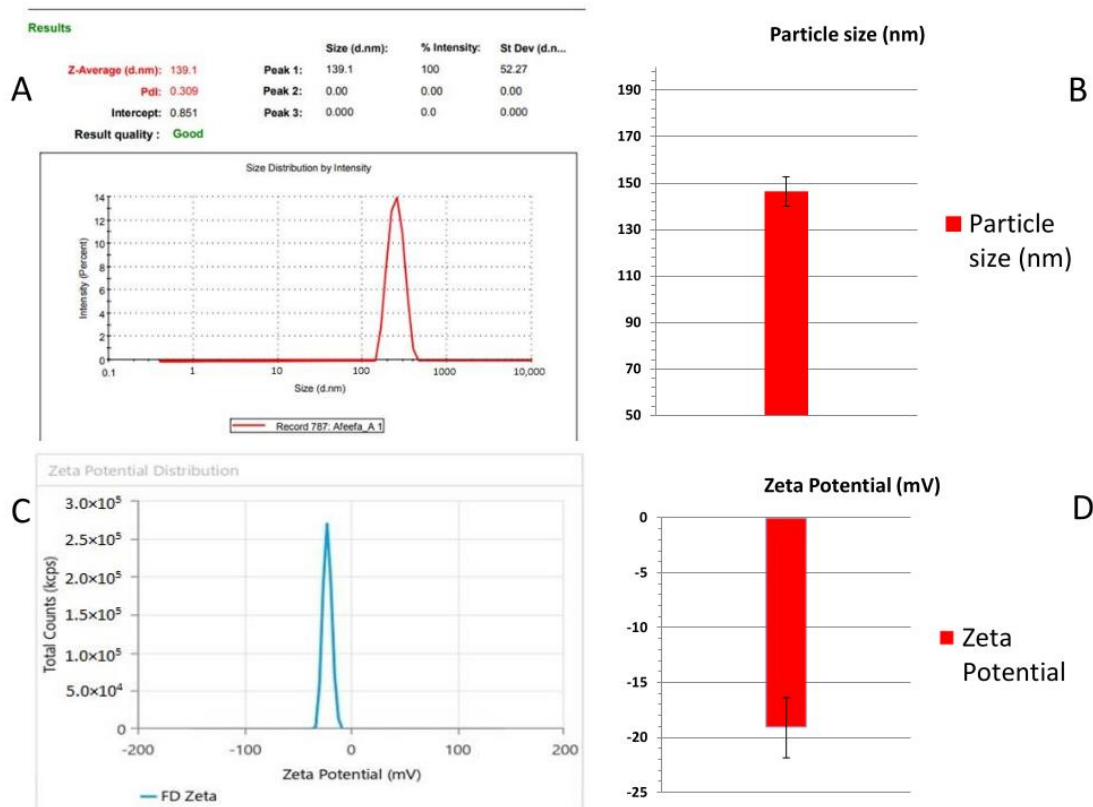 Results
Size (d.nm): % Intensity: St Dev (d.n...
Z-Average (d.nm): 139.1 Peak 1: 139.1 100 52.27
A
PdI: 0.309 Peak 2: 0.00 0.00 0.00
Intercept: 0.851 Peak 3: 0.000 0.0 0.000
Result quality : Good
Size Distribution by Intensity
Intensity (Percent)
14
12
10
8
6
4
2
0
0.1 1 10 100 1000 10,000
Size (d.nm)
Record 787: Afeefa_A 1
Particle size (nm)
B
190
170
150
130
110
90
70
50
Particle
size (nm)
Zeta Potential Distribution
C
Total Counts (kcps)
3.0×10⁵
2.5×10⁵
2.0×10⁵
1.5×10⁵
1.0×10⁵
5.0×10⁴
0
-200 -100 0 100 200
Zeta Potential (mV)
FD Zeta
Zeta Potential (mV)
D
0
-5
-10
-15
-20
-25
Zeta
Potential